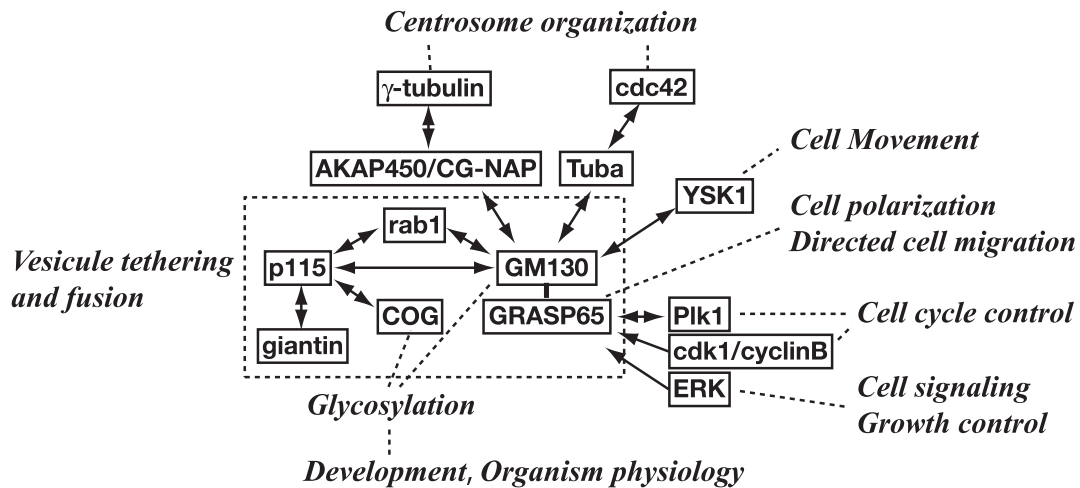 Centrosome organization
γ-tubulin
cdc42
AKAP450/CG-NAP
Tuba
Cell Movement
YSK1
Cell polarization
Directed cell migration
rab1
Vesicule tethering
and fusion
p115
GM130
COG
GRASP65
Plk1
Cell cycle control
giantin
cdk1/cyclinB
ERK
Cell signaling
Growth control
Glycosylation
Development, Organism physiology